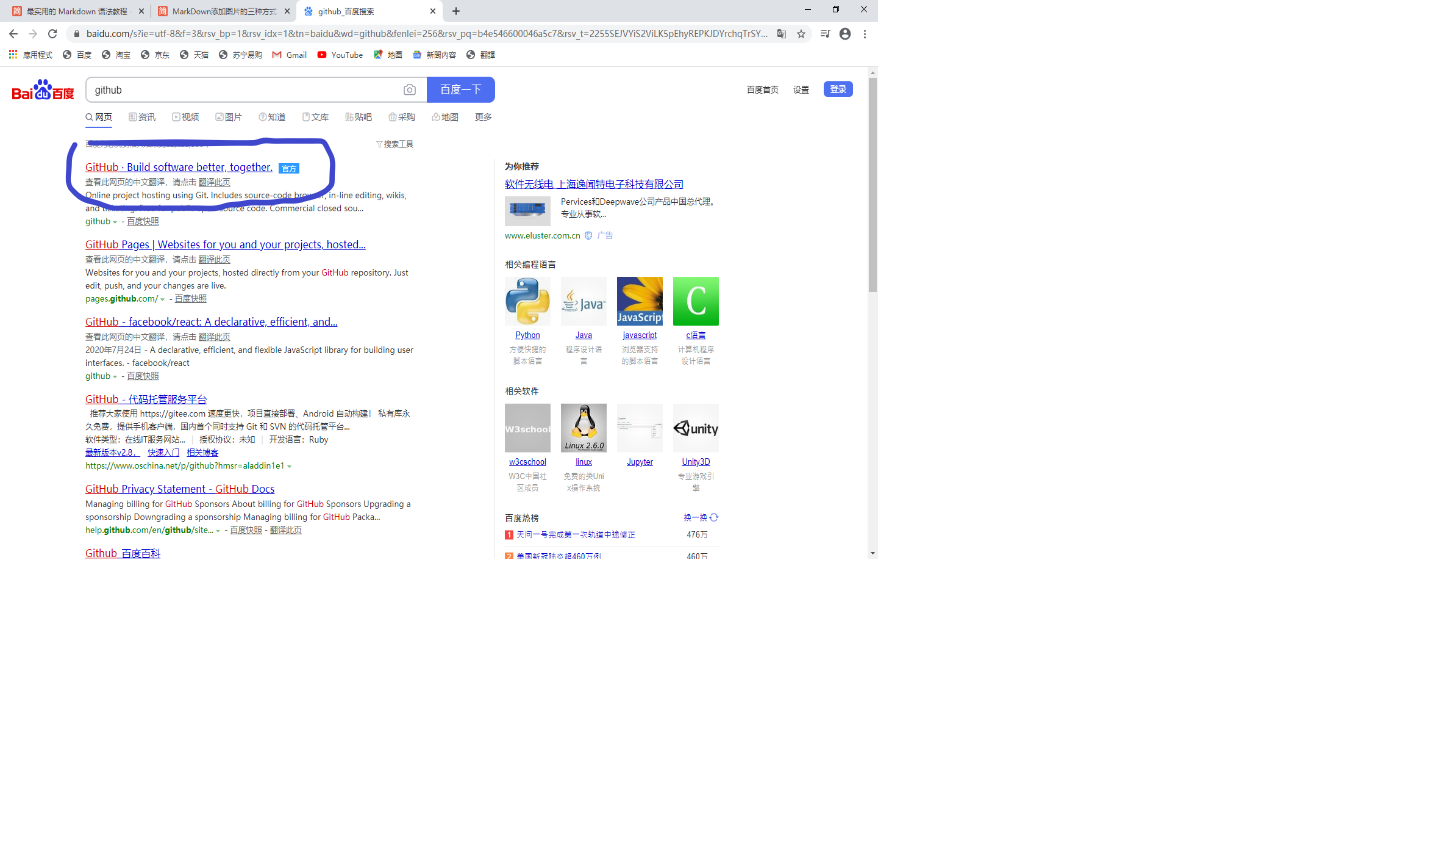 最实用的 Markdown 语法教程
MarkDown添加图片的三种方式
github_百度搜索
baidu.com/s?ie=utf-8&f=3&rsv_bp=1&rsv_idx=1&tn=baidu&wd=github&fenlei=256&rsv_pq=b4e546600046a5c7&rsv_t=2255SEJVYiS2ViLK5pEhyREPKJDYrchqTrSY...
应用程式 百度 淘宝 京东 天猫 苏宁易购 Gmail YouTube 地图 新闻内容 翻译
Bai du 百度
github
百度一下
百度首页 设置 登录
网页 资讯 视频 图片 知道 文库 贴吧 采购 地图 更多
搜索工具
GitHub · Build software better, together. 官方
查看此网页的中文翻译，请点击 翻译此页
Online project hosting using Git. Includes source-code browser, in-line editing, wikis,
and source code. Commercial closed sou...
github - 百度快照
GitHub Pages | Websites for you and your projects, hosted...
查看此网页的中文翻译，请点击 翻译此页
Websites for you and your projects, hosted directly from your GitHub repository. Just
edit, push, and your changes are live.
pages.github.com/ - 百度快照
GitHub - facebook/react: A declarative, efficient, and...
查看此网页的中文翻译，请点击 翻译此页
2020年7月24日 - A declarative, efficient, and flexible JavaScript library for building user
interfaces. - facebook/react
github - 百度快照
GitHub - 代码托管服务平台
推荐大家使用 https://gitee.com 速度更快，项目直接部署、Android 自动构建！ 私有库永
久免费，提供手机客户端，国内首个同时支持 Git 和 SVN 的代码托管平台...
软件类型：在线IT服务网站... | 授权协议：未知 | 开发语言：Ruby
最新版本v2.8， 快速入门 相关博客
https://www.oschina.net/p/github?hmsr=aladdin1e1
GitHub Privacy Statement - GitHub Docs
Managing billing for GitHub Sponsors About billing for GitHub Sponsors Upgrading a
sponsorship Downgrading a sponsorship Managing billing for GitHub Packa...
help.github.com/en/github/site... - 百度快照 - 翻译此页
Github_百度百科
为你推荐
软件无线电 上海逸闻特电子科技有限公司
Pervices和Deepwave公司产品中国总代理。
专业从事软...
www.eluster.com.cn 广告
相关编程语言
Java
JavaScript
C
Python Java javascript c语言
方便快捷的 程序设计语 浏览器支持 计算机程序
脚本语言 言 的脚本语言 设计语言
相关软件
W3school
Linux 2.6.0
unity
w3cschool linux Jupyter Unity3D
W3C中国社 免费的类Uni 专业游戏引
区成员 x操作系统 擎
百度热榜 换一换
1 天问一号完成第一次轨道中途修正 476万
2 美国新冠肺炎超460万例 460万